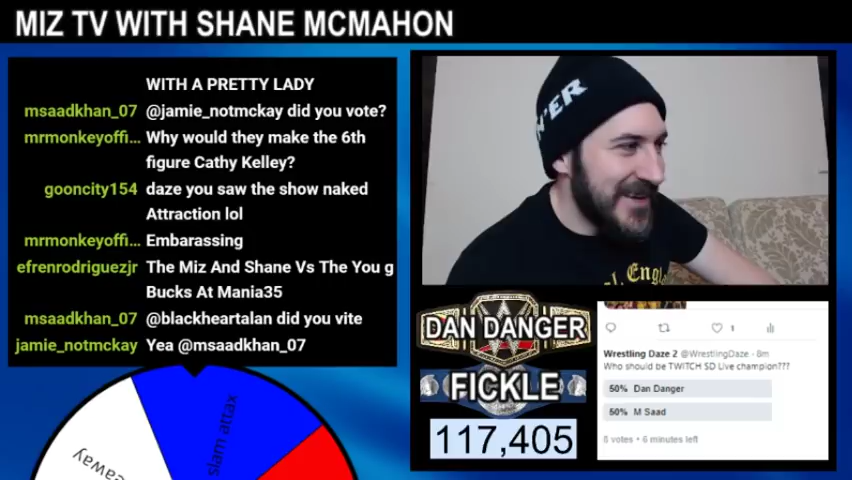 MIZ TV WITH SHANE MCMAHON
WITH A PRETTY LADY
msaadkhan_07 @jamie_notmckay did you vote?
mrmonkeyoffi... Why would they make the 6th
figure Cathy Kelley?
gooncity154 daze you saw the show naked
Attraction lol
mrmonkeyoffi... Embarassing
efrenrodriguezjr The Miz And Shane Vs The You g
Bucks At Mania35
msaadkhan_07 @blackheartalan did you vite
jamie_notmckay Yea @msaadkhan_07
slam attax
eaway
N'ER
l, Engl
DAN DANGER
FICKLE
117,405
1
Wrestling Daze 2 @WrestlingDaze - 8m
Who should be TWITCH SD Live champion???
50% Dan Danger
50% M Saad
votes • 6 minutes left